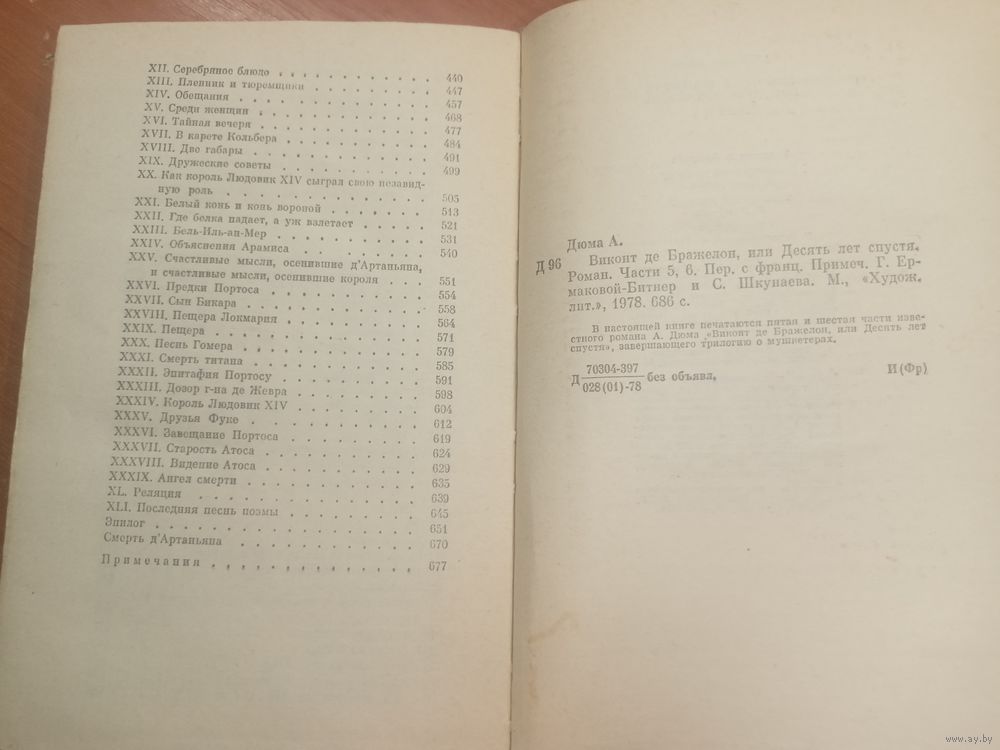 XII. Серебряное блюдо . . . . . . . . . 440
XIII. Пленник и тюремщики . . . . . . . . 447
XIV. Обещания . . . . . . . . . . . 457
XV. Среди женщин . . . . . . . . . . 468
XVI. Тайная вечеря . . . . . . . . . . 477
XVII. В карете Кольбера . . . . . . . . . 484
XVIII. Две габары . . . . . . . . . . 491
XIX. Дружеские советы . . . . . . . . . 499
XX. Как король Людовик XIV сыграл свою незавид-
ную роль . . . . . . . . . . . 505
XXI. Белый конь и конь вороной . . . . . . 513
XXII. Где белка падает, а уж взлетает . . . . . 521
XXIII. Бель-Иль-ан-Мер . . . . . . . . . 531
XXIV. Объяснения Арамиса . . . . . . . . 540
XXV. Счастливые мысли, осенившие д'Артаньяна,
и счастливые мысли, осенившие короля . . . 551
XXVI. Предки Портоса . . . . . . . . . . 554
XXVII. Сын Бикара . . . . . . . . . . . 558
XXVIII. Пещера Локмария . . . . . . . . . 564
XXIX. Пещера . . . . . . . . . . . . 571
XXX. Песнь Гомера . . . . . . . . . . 579
XXXI. Смерть титана . . . . . . . . . . 585
XXXII. Эпитафия Портосу . . . . . . . . . 591
XXXIII. Дозор г-на де Жевра . . . . . . . . 598
XXXIV. Король Людовик XIV . . . . . . . . 604
XXXV. Друзья Фуке . . . . . . . . . . . 612
XXXVI. Завещание Портоса . . . . . . . . . 619
XXXVII. Старость Атоса . . . . . . . . . . 624
XXXVIII. Видение Атоса . . . . . . . . . . 629
XXXIX. Ангел смерти . . . . . . . . . . . 635
XL. Реляция . . . . . . . . . . . . 639
XLI. Последняя песнь поэмы . . . . . . . . 645
Эпилог . . . . . . . . . . . . . . . 651
Смерть д'Артаньяна . . . . . . . . . . . 670
Примечания . . . . . . . . . . . . . 677
Дюма А.
Д 96 Виконт де Бражелон, или Десять лет спустя.
Роман. Части 5, 6. Пер. с франц. Примеч. Г. Ер-
маковой-Битнер и С. Шкунаева. М., «Худож.
лит.», 1978. 686 с.
В настоящей книге печатаются пятая и шестая части изве-
стного романа А. Дюма «Виконт де Бражелон, или Десять лет
спустя», завершающего трилогию о мушкетерах.
70304-397
Д без объявл. И(Фр)
028(01)-78
www.ay.by